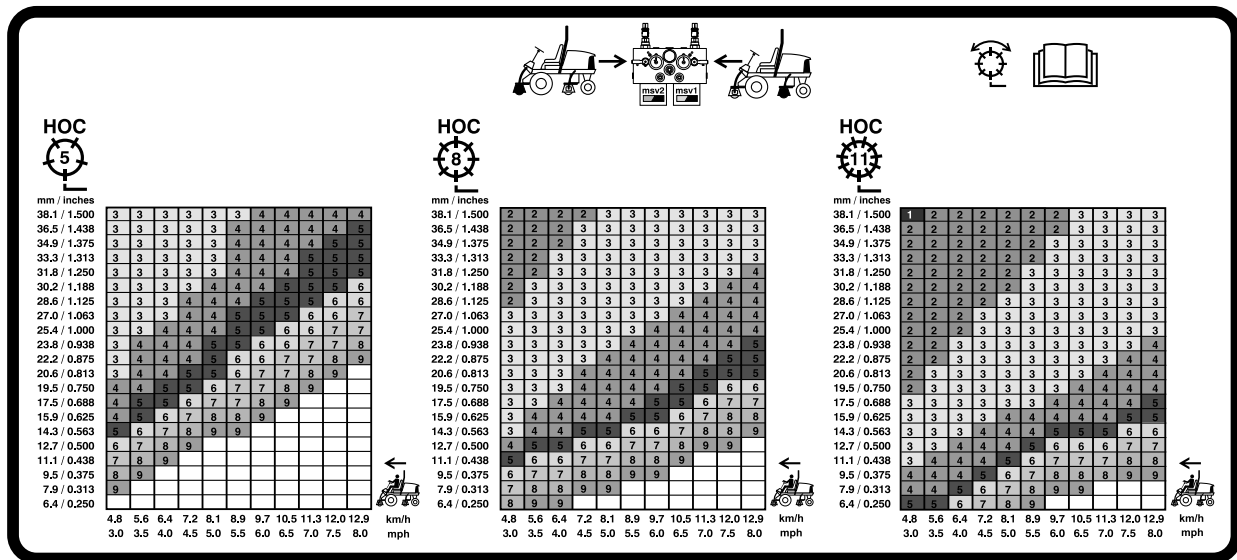 msv2 msv1
HOC
5
mm / inches
38.1 / 1.500 3 3 3 3 3 3 4 4 4 4 4
36.5 / 1.438 3 3 3 3 3 4 4 4 4 4 5
34.9 / 1.375 3 3 3 3 3 4 4 4 4 5 5
33.3 / 1.313 3 3 3 3 3 4 4 4 5 5 5
31.8 / 1.250 3 3 3 3 3 4 4 4 5 5 5
30.2 / 1.188 3 3 3 3 4 4 4 5 5 5 6
28.6 / 1.125 3 3 3 4 4 4 5 5 5 6 6
27.0 / 1.063 3 3 3 4 4 5 5 5 6 6 7
25.4 / 1.000 3 3 4 4 4 5 5 6 6 7 7
23.8 / 0.938 3 4 4 4 5 5 6 6 7 7 8
22.2 / 0.875 3 4 4 4 5 6 6 7 7 8 9
20.6 / 0.813 3 4 4 4 5 6 7 7 8 9
19.5 / 0.750 4 4 5 5 6 7 7 8 9
17.5 / 0.688 4 5 5 6 7 7 8 9
15.9 / 0.625 4 5 6 7 8 8 9
14.3 / 0.563 5 6 7 8 9 9
12.7 / 0.500 6 7 8 9
11.1 / 0.438 7 8 9
9.5 / 0.375 8 9
7.9 / 0.313 9
6.4 / 0.250
4.8 5.6 6.4 7.2 8.1 8.9 9.7 10.5 11.3 12.0 12.9 km/h
3.0 3.5 4.0 4.5 5.0 5.5 6.0 6.5 7.0 7.5 8.0 mph
HOC
8
mm / inches
38.1 / 1.500 2 2 2 2 3 3 3 3 3 3 3
36.5 / 1.438 2 2 2 3 3 3 3 3 3 3 3
34.9 / 1.375 2 2 2 3 3 3 3 3 3 3 3
33.3 / 1.313 2 2 3 3 3 3 3 3 3 3 3
31.8 / 1.250 2 2 3 3 3 3 3 3 3 3 4
30.2 / 1.188 2 3 3 3 3 3 3 3 3 4 4
28.6 / 1.125 2 3 3 3 3 3 3 3 4 4 4
27.0 / 1.063 3 3 3 3 3 3 3 4 4 4 4
25.4 / 1.000 3 3 3 3 3 3 4 4 4 4 4
23.8 / 0.938 3 3 3 3 3 4 4 4 4 4 5
22.2 / 0.875 3 3 3 3 4 4 4 4 4 5 5
20.6 / 0.813 3 3 3 4 4 4 4 4 5 5 5
19.5 / 0.750 3 3 3 4 4 4 4 5 5 6 6
17.5 / 0.688 3 3 4 4 4 4 5 5 6 7 7
15.9 / 0.625 3 4 4 4 4 5 5 6 7 8 8
14.3 / 0.563 3 4 4 5 5 6 6 7 8 8 9
12.7 / 0.500 4 5 5 6 6 7 7 8 9 9
11.1 / 0.438 5 6 6 7 7 8 8 9
9.5 / 0.375 6 7 7 8 8 9 9
7.9 / 0.313 7 8 8 9 9
6.4 / 0.250 8 9 9
4.8 5.6 6.4 7.2 8.1 8.9 9.7 10.5 11.3 12.0 12.9 km/h
3.0 3.5 4.0 4.5 5.0 5.5 6.0 6.5 7.0 7.5 8.0 mph
HOC
11
mm / inches
38.1 / 1.500 1 2 2 2 2 2 2 3 3 3 3
36.5 / 1.438 2 2 2 2 2 2 2 3 3 3 3
34.9 / 1.375 2 2 2 2 2 2 3 3 3 3 3
33.3 / 1.313 2 2 2 2 2 2 3 3 3 3 3
31.8 / 1.250 2 2 2 2 2 3 3 3 3 3 3
30.2 / 1.188 2 2 2 2 2 3 3 3 3 3 3
28.6 / 1.125 2 2 2 2 3 3 3 3 3 3 3
27.0 / 1.063 2 2 2 3 3 3 3 3 3 3 3
25.4 / 1.000 2 2 2 3 3 3 3 3 3 3 3
23.8 / 0.938 2 2 3 3 3 3 3 3 3 3 4
22.2 / 0.875 2 2 3 3 3 3 3 3 3 4 4
20.6 / 0.813 2 3 3 3 3 3 3 3 4 4 4
19.5 / 0.750 2 3 3 3 3 3 3 4 4 4 4
17.5 / 0.688 3 3 3 3 3 3 4 4 4 4 5
15.9 / 0.625 3 3 3 3 4 4 4 4 4 5 5
14.3 / 0.563 3 3 3 4 4 4 5 5 5 6 6
12.7 / 0.500 3 3 4 4 4 5 6 6 6 7 7
11.1 / 0.438 3 4 4 4 5 6 6 7 7 8 8
9.5 / 0.375 4 4 4 5 6 7 8 8 8 9 9
7.9 / 0.313 4 4 5 6 7 8 9 9
6.4 / 0.250 5 5 6 7 8 9
4.8 5.6 6.4 7.2 8.1 8.9 9.7 10.5 11.3 12.0 12.9 km/h
3.0 3.5 4.0 4.5 5.0 5.5 6.0 6.5 7.0 7.5 8.0 mph